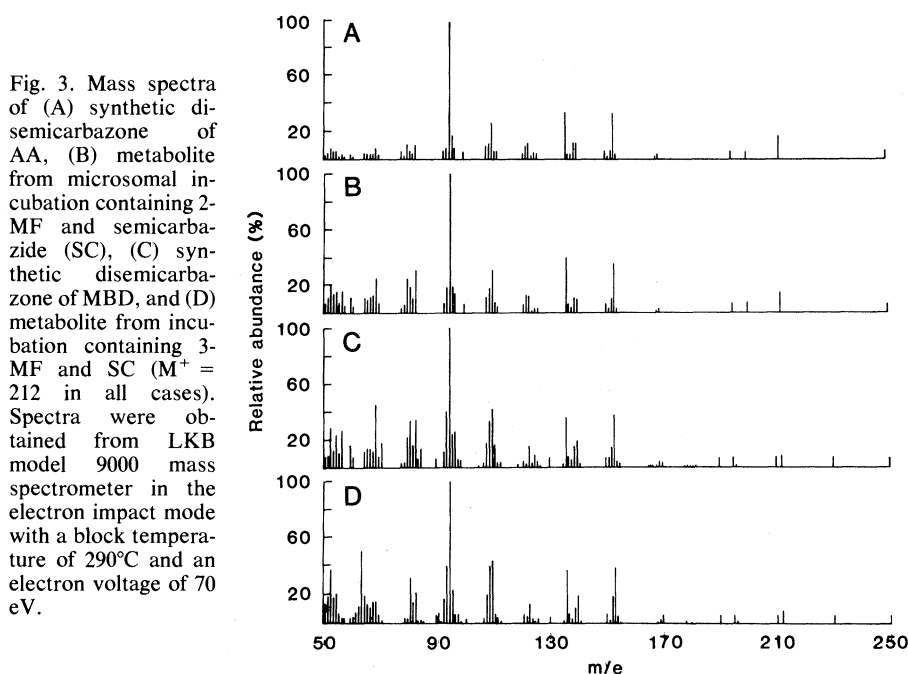 Fig. 3. Mass spectra
of (A) synthetic di-
semicarbazone of
AA, (B) metabolite
from microsomal in-
cubation containing 2-
MF and semicarba-
zide (SC), (C) syn-
thetic disemicarba-
zone of MBD, and (D)
metabolite from incu-
bation containing 3-
MF and SC (M+ =
212 in all cases).
Spectra were ob-
tained from LKB
model 9000 mass
spectrometer in the
electron impact mode
with a block tempera-
ture of 290°C and an
electron voltage of 70
eV.
Relative abundance (%)
100
A
60
20
100
B
60
20
100
C
60
20
100
D
60
20
50 90 130 170 210 250
m/e